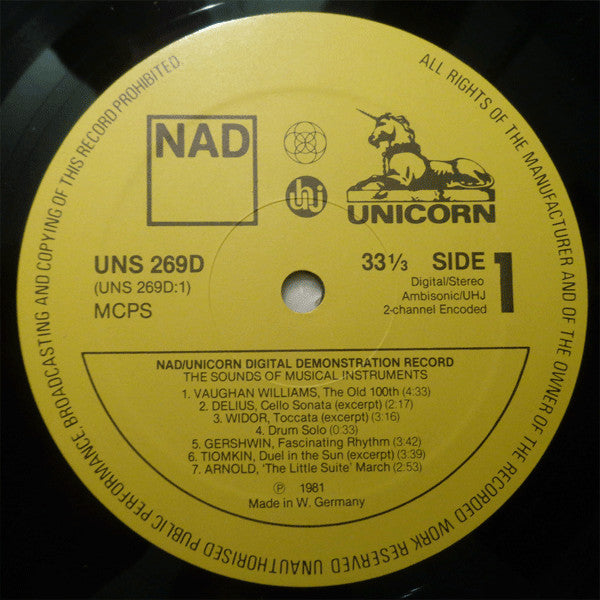 ALL RIGHTS OF THE MANUFACTURER AND OF THE OWNER OF THE RECORDED WORK RESERVED UNAUTHORISED PUBLIC PERFORMANCE BROADCASTING AND COPYING OF THIS RECORD PROHIBITED.
NAD
uhj
UNICORN
UNS 269D
(UNS 269D:1)
MCPS
33 1/3 SIDE 1
Digital/Stereo
Ambisonic/UHJ
2-channel Encoded
NAD/UNICORN DIGITAL DEMONSTRATION RECORD
THE SOUNDS OF MUSICAL INSTRUMENTS
1. VAUGHAN WILLIAMS, The Old 100th (4:33)
2. DELIUS, Cello Sonata (excerpt) (2:17)
3. WIDOR, Toccata (excerpt) (3:16)
4. Drum Solo (0:33)
5. GERSHWIN, Fascinating Rhythm (3:42)
6. TIOMKIN, Duel in the Sun (excerpt) (3:39)
7. ARNOLD, 'The Little Suite' March (2:53)
℗ 1981
Made in W. Germany